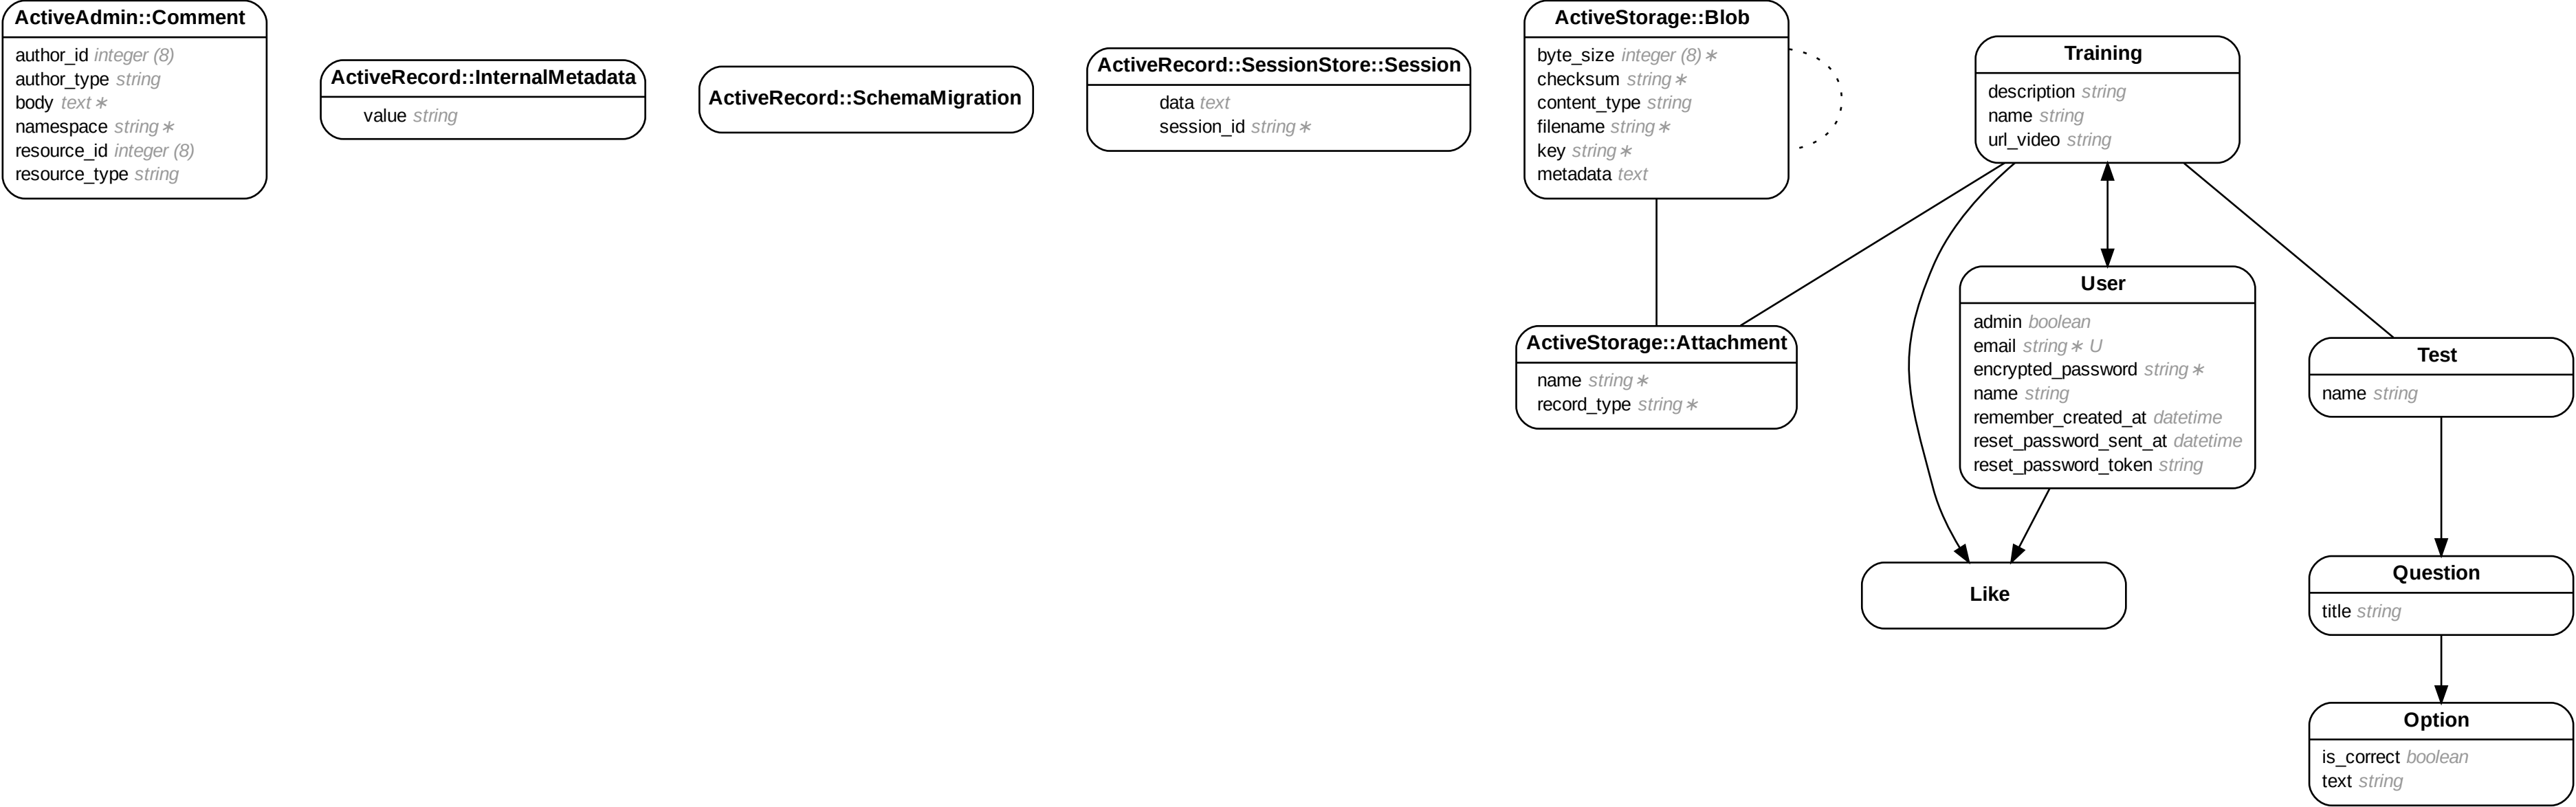 ActiveAdmin::Comment
author_id integer (8)
author_type string
body text ∗
namespace string ∗
resource_id integer (8)
resource_type string
ActiveRecord::InternalMetadata
value string
ActiveRecord::SchemaMigration
ActiveRecord::SessionStore::Session
data text
session_id string ∗
ActiveStorage::Blob
byte_size integer (8) ∗
checksum string ∗
content_type string
filename string ∗
key string ∗
metadata text
Training
description string
name string
url_video string
ActiveStorage::Attachment
name string ∗
record_type string ∗
User
admin boolean
email string ∗ U
encrypted_password string ∗
name string
remember_created_at datetime
reset_password_sent_at datetime
reset_password_token string
Test
name string
Like
Question
title string
Option
is_correct boolean
text string